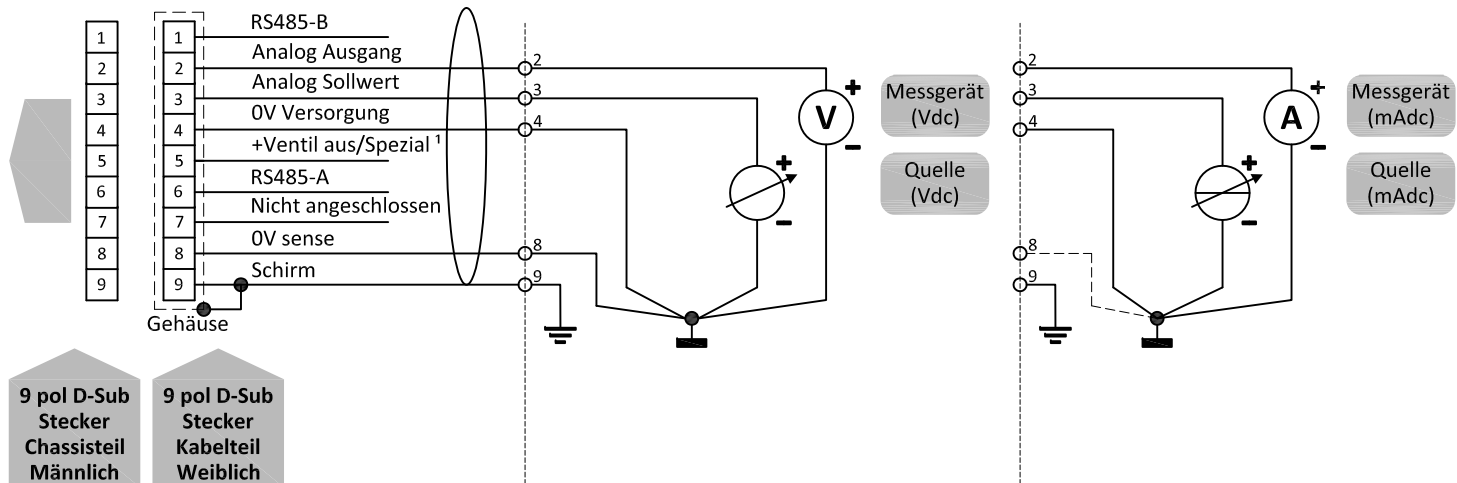 1
2
3
4
5
6
7
8
9
1
2
3
4
5
6
7
8
9
RS485-B
Analog Ausgang
Analog Sollwert
0V Versorgung
+Ventil aus/Spezial ¹
RS485-A
Nicht angeschlossen
0V sense
Schirm
Gehäuse
2
3
4
8
9
V
+
−
+
−
Messgerät
(Vdc)
Quelle
(Vdc)
2
3
4
8
9
A
+
−
+
−
Messgerät
(mAdc)
Quelle
(mAdc)
9 pol D-Sub
Stecker
Chassisteil
Männlich
9 pol D-Sub
Stecker
Kabelteil
Weiblich